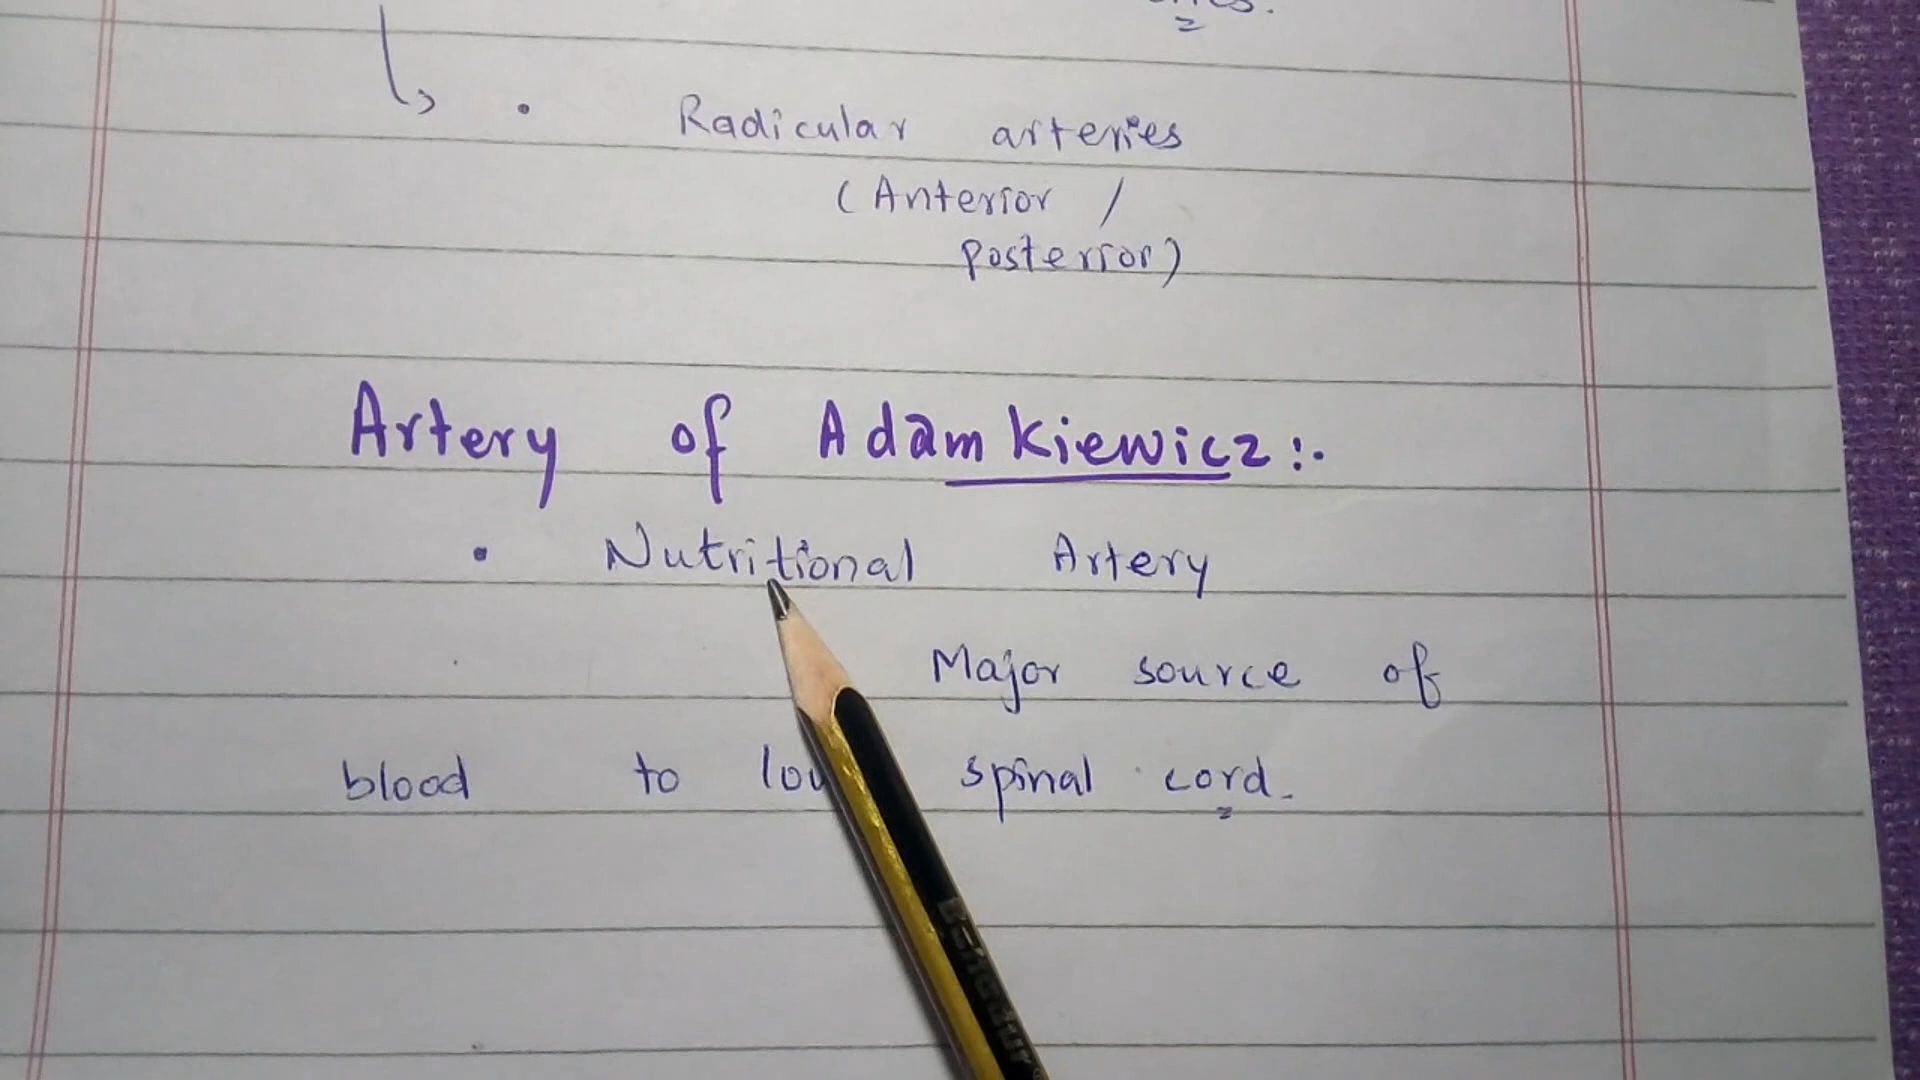 Radicular arteries
(Anterior /
posterior)
Artery of Adamkiewicz:.
• Nutritional Artery
Major source of
blood to spinal cord.